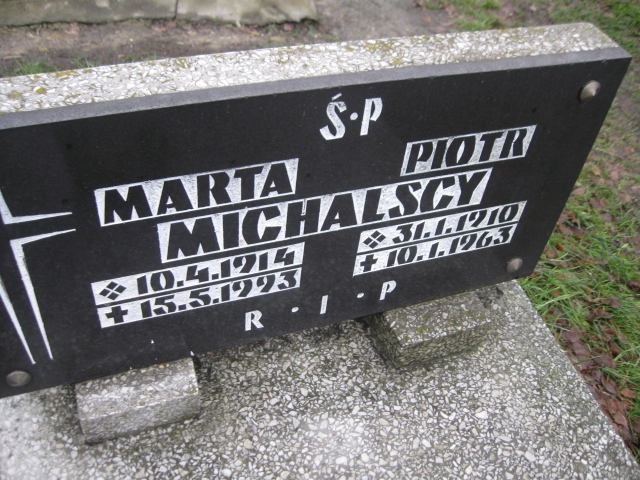 Ś·P
MARTA PIOTR
MICHALSCY
❖ 10.4.1914 ❖ 31.1.1910
✝ 15.5.1993 ✝ 10.1.1963
R·I·P